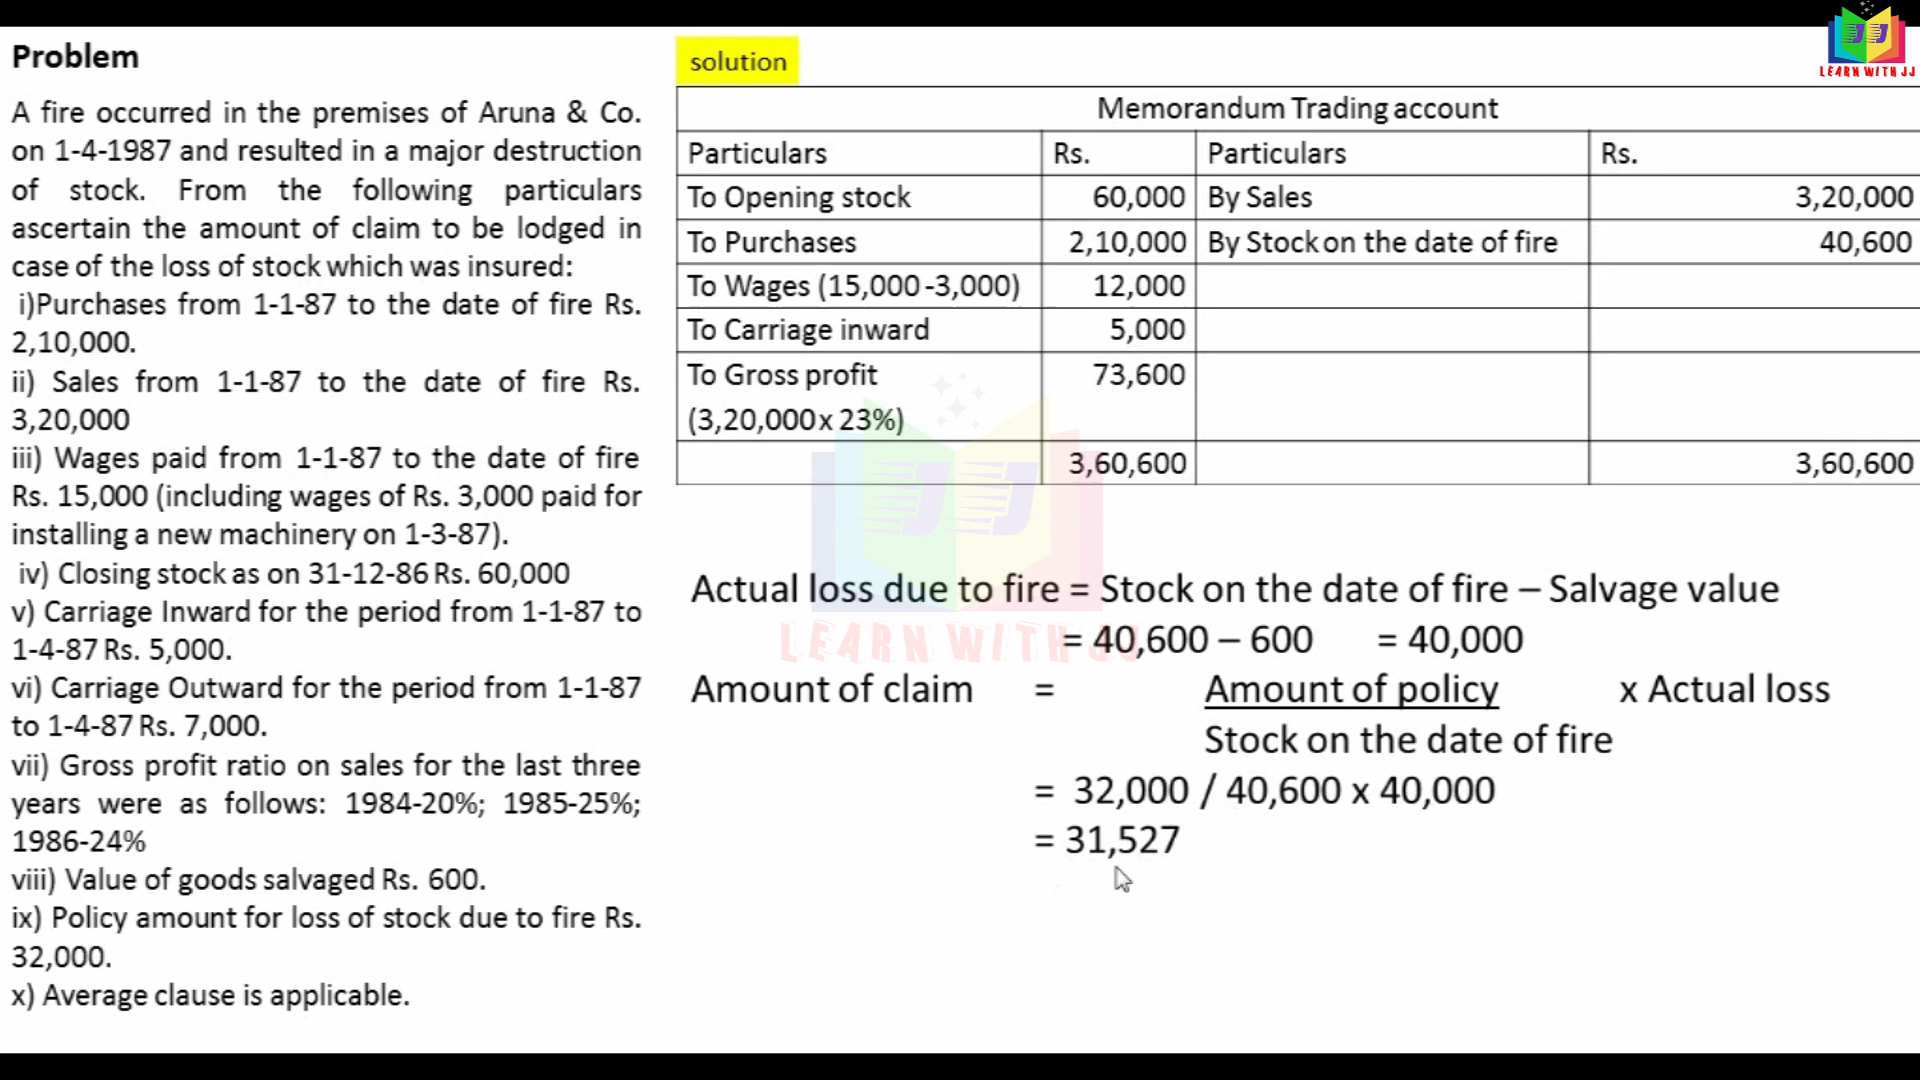 LEARN WITH JJ
Problem
A fire occurred in the premises of Aruna & Co.
on 1-4-1987 and resulted in a major destruction
of stock. From the following particulars
ascertain the amount of claim to be lodged in
case of the loss of stock which was insured:
i)Purchases from 1-1-87 to the date of fire Rs.
2,10,000.
ii) Sales from 1-1-87 to the date of fire Rs.
3,20,000
iii) Wages paid from 1-1-87 to the date of fire
Rs. 15,000 (including wages of Rs. 3,000 paid for
installing a new machinery on 1-3-87).
iv) Closing stock as on 31-12-86 Rs. 60,000
v) Carriage Inward for the period from 1-1-87 to
1-4-87 Rs. 5,000.
vi) Carriage Outward for the period from 1-1-87
to 1-4-87 Rs. 7,000.
vii) Gross profit ratio on sales for the last three
years were as follows: 1984-20%; 1985-25%;
1986-24%
viii) Value of goods salvaged Rs. 600.
ix) Policy amount for loss of stock due to fire Rs.
32,000.
x) Average clause is applicable.
solution
Memorandum Trading account
Particulars Rs. Particulars Rs.
To Opening stock 60,000 By Sales 3,20,000
To Purchases 2,10,000 By Stock on the date of fire 40,600
To Wages (15,000 -3,000) 12,000
To Carriage inward 5,000
To Gross profit 73,600
(3,20,000 x 23%)
3,60,600 3,60,600
JJ
Actual loss due to fire = Stock on the date of fire – Salvage value
= 40,600 – 600 = 40,000
LEARN WITH JJ
Amount of claim = Amount of policy x Actual loss
Stock on the date of fire
= 32,000 / 40,600 x 40,000
= 31,527